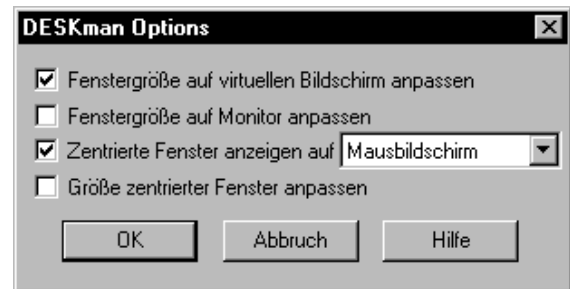 DESKman Options
Fenstergröße auf virtuellen Bildschirm anpassen
Fenstergröße auf Monitor anpassen
Zentrierte Fenster anzeigen auf Mausbildschirm
Größe zentrierter Fenster anpassen
OK Abbruch Hilfe